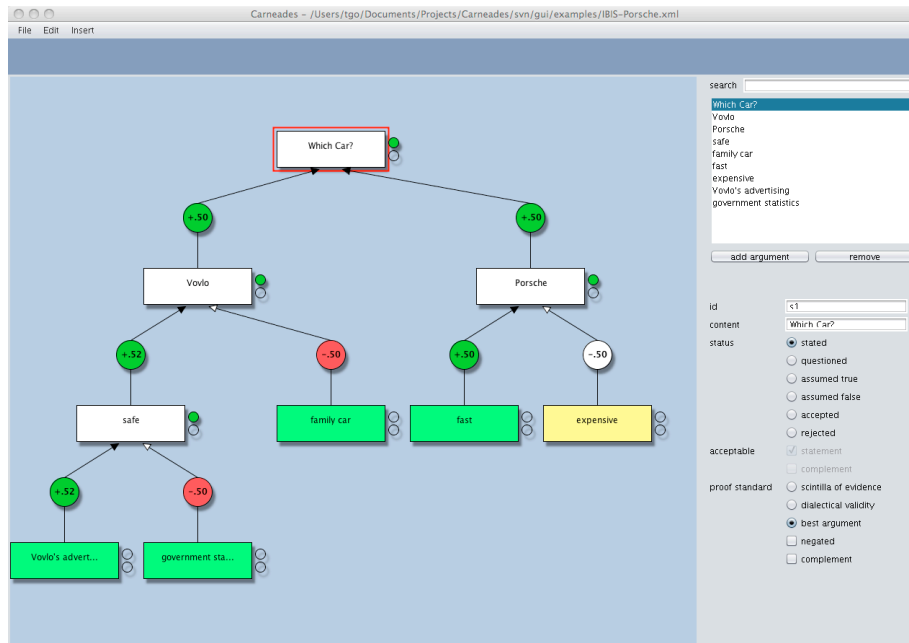 Carneades – /Users/tgo/Documents/Projects/Carneades/svn/gui/examples/IBIS-Porsche.xml
File Edit Insert
search
Which Car?
Vovlo
Porsche
safe
family car
fast
expensive
Vovlo's advertising
government statistics
add argument remove
id s1
content Which Car?
status stated
questioned
assumed true
assumed false
accepted
rejected
acceptable statement
complement
proof standard scintilla of evidence
dialectical validity
best argument
negated
complement
Which Car?
+.50 +.50
Vovlo Porsche
+.52 -.50 +.50 -.50
safe family car fast expensive
+.52 -.50
Vovlo's advert... government sta...